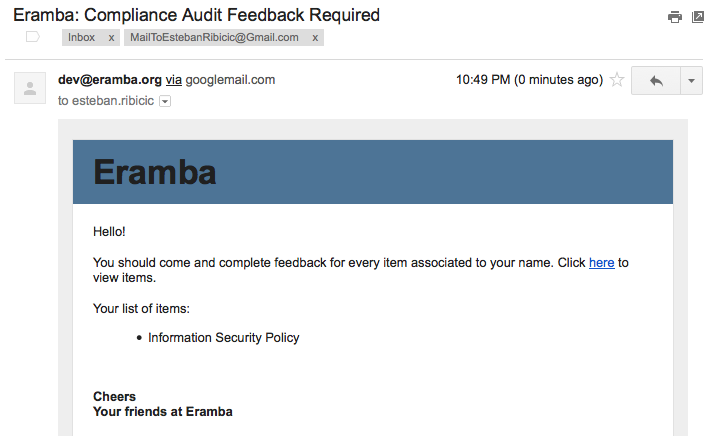 Eramba: Compliance Audit Feedback Required
Inbox x MailToEstebanRibicic@Gmail.com x
dev@eramba.org via googlemail.com 10:49 PM (0 minutes ago)
to esteban.ribicic
Eramba
Hello!
You should come and complete feedback for every item associated to your name. Click here to
view items.
Your list of items:
• Information Security Policy
Cheers
Your friends at Eramba